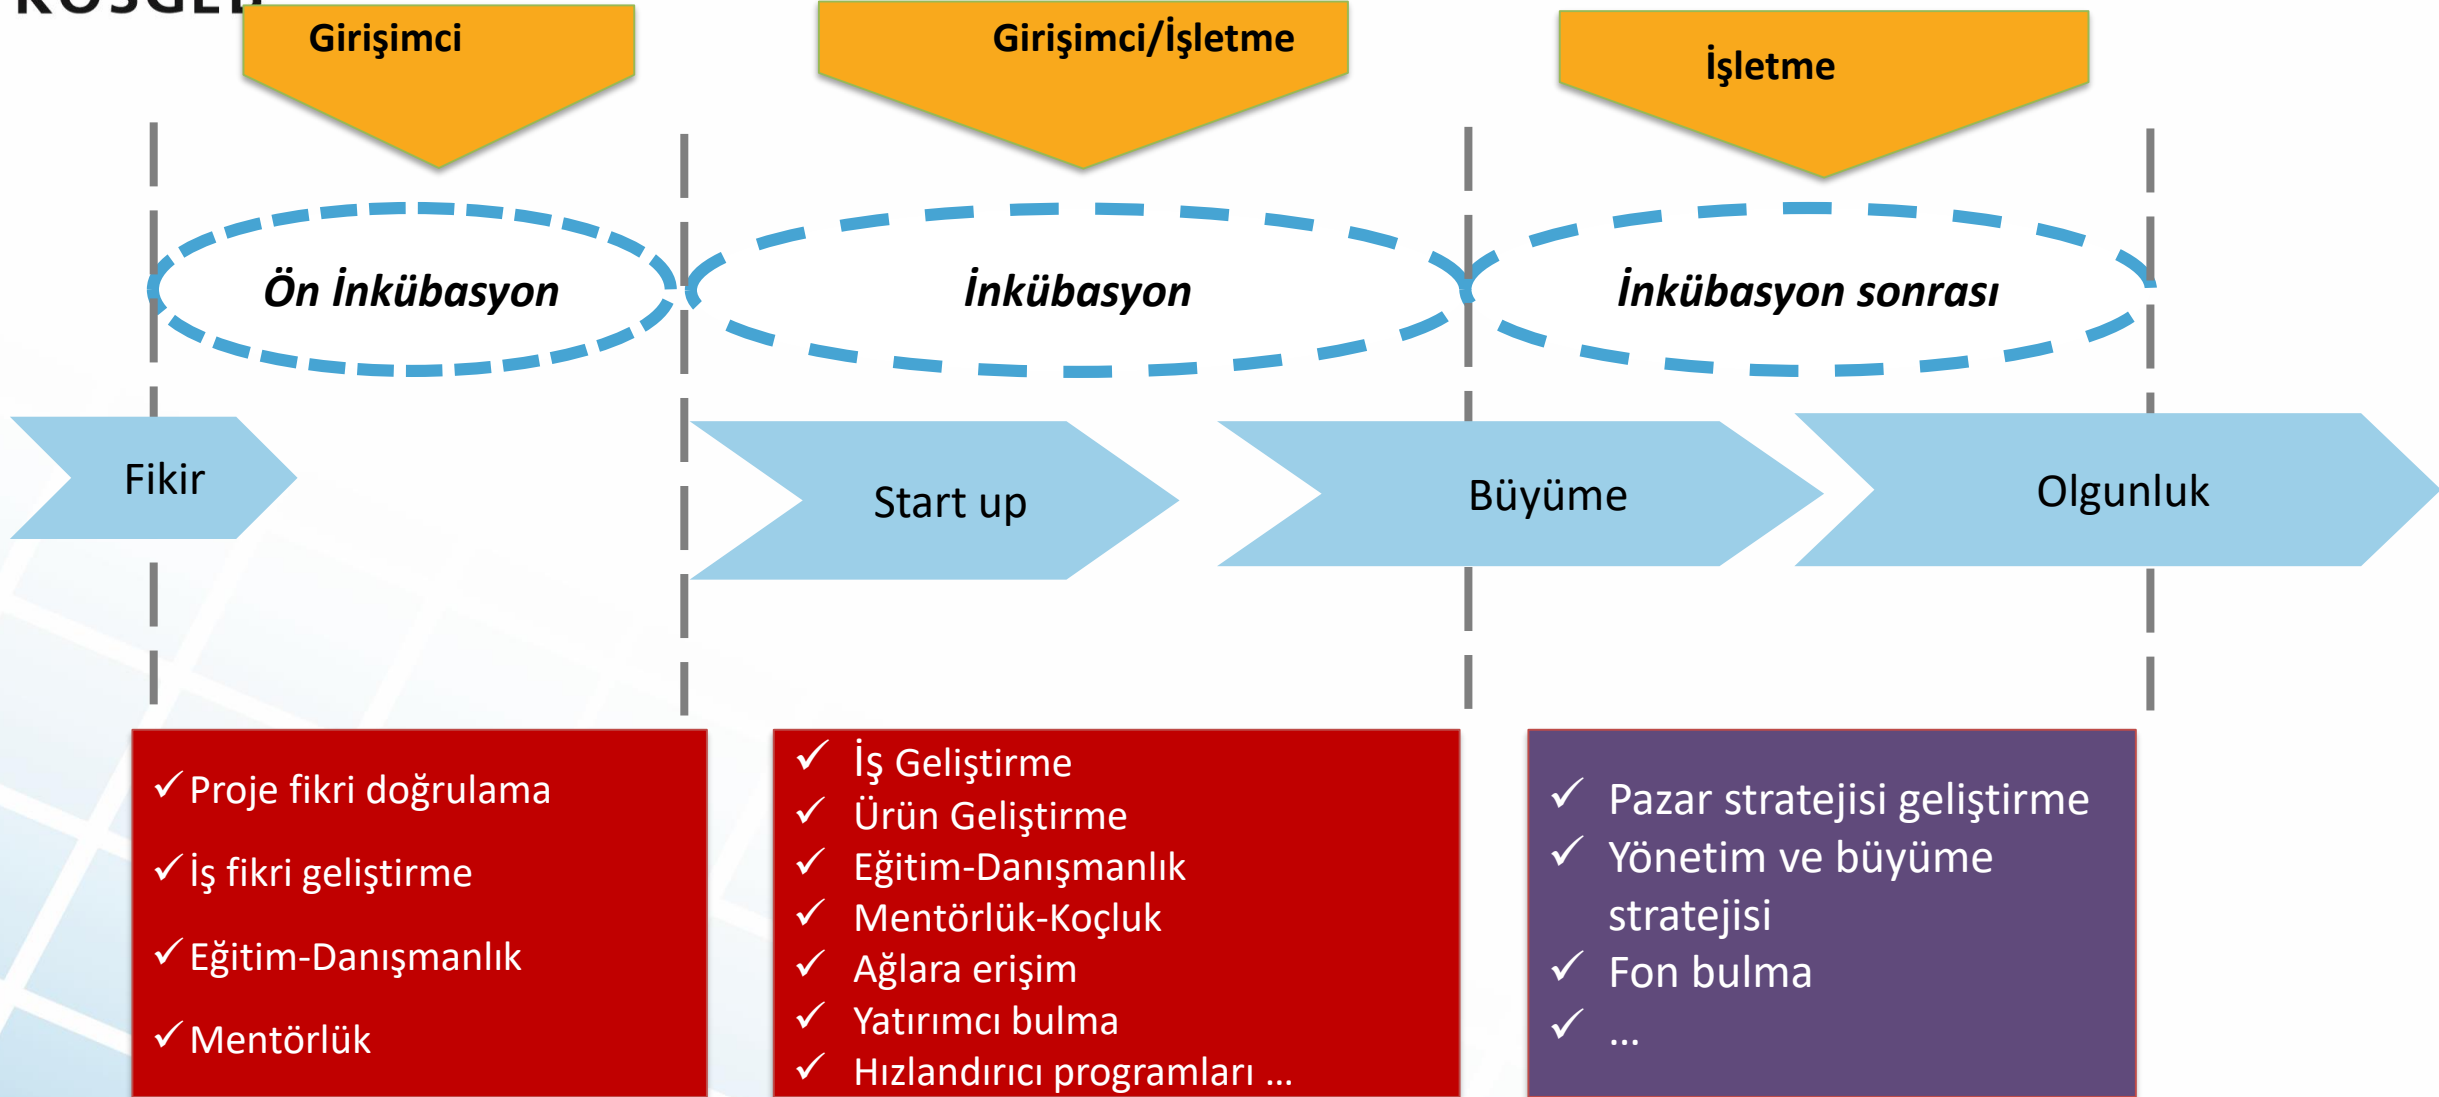 KOSGEB
Girişimci
Girişimci/İşletme
İşletme
Ön İnkübasyon
İnkübasyon
İnkübasyon sonrası
Fikir
Start up
Büyüme
Olgunluk
✓ Proje fikri doğrulama
✓ İş fikri geliştirme
✓ Eğitim-Danışmanlık
✓ Mentörlük
✓ İş Geliştirme
✓ Ürün Geliştirme
✓ Eğitim-Danışmanlık
✓ Mentörlük-Koçluk
✓ Ağlara erişim
✓ Yatırımcı bulma
✓ Hızlandırıcı programları ...
✓ Pazar stratejisi geliştirme
✓ Yönetim ve büyüme
stratejisi
✓ Fon bulma
✓ ...